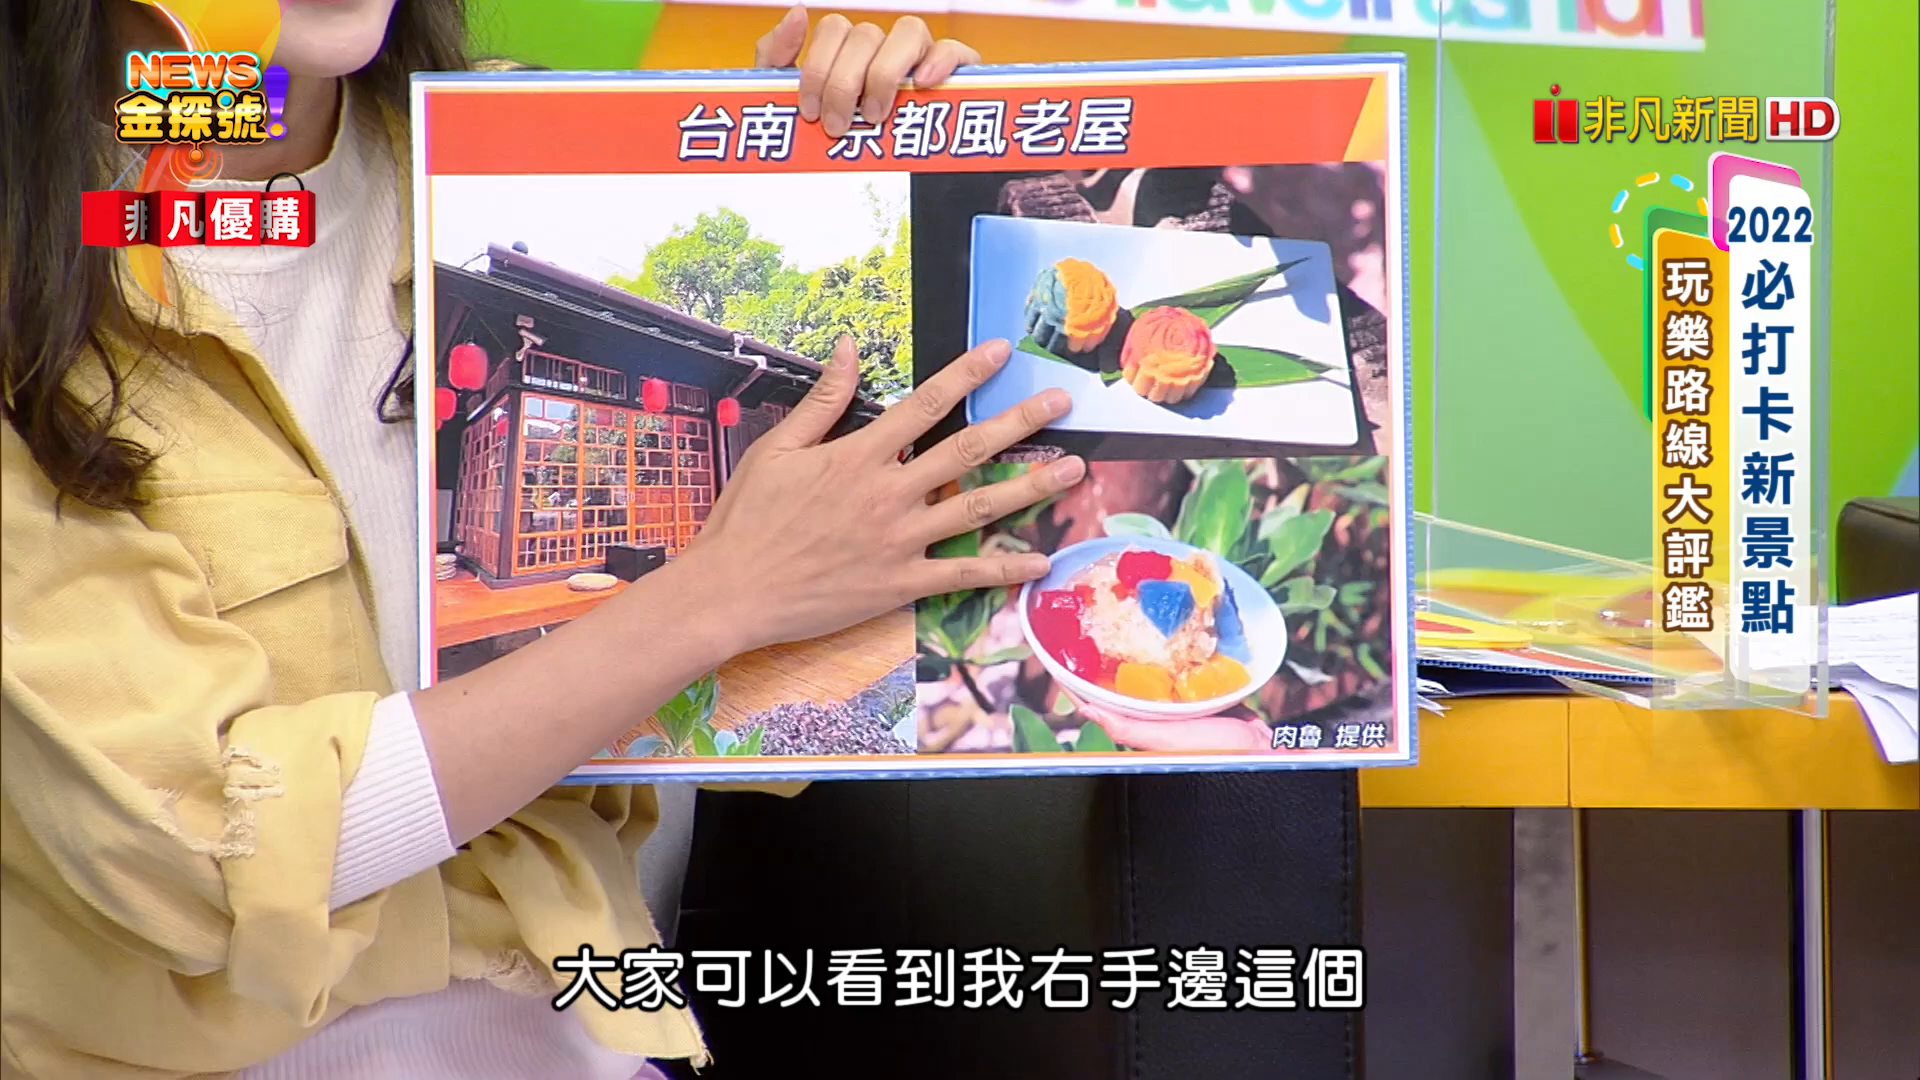 NEWS
金探號!
非凡優購
台南 京都風老屋
肉魯 提供
非凡新聞HD
2022
必打卡新景點
玩樂路線大評鑑
大家可以看到我右手邊這個